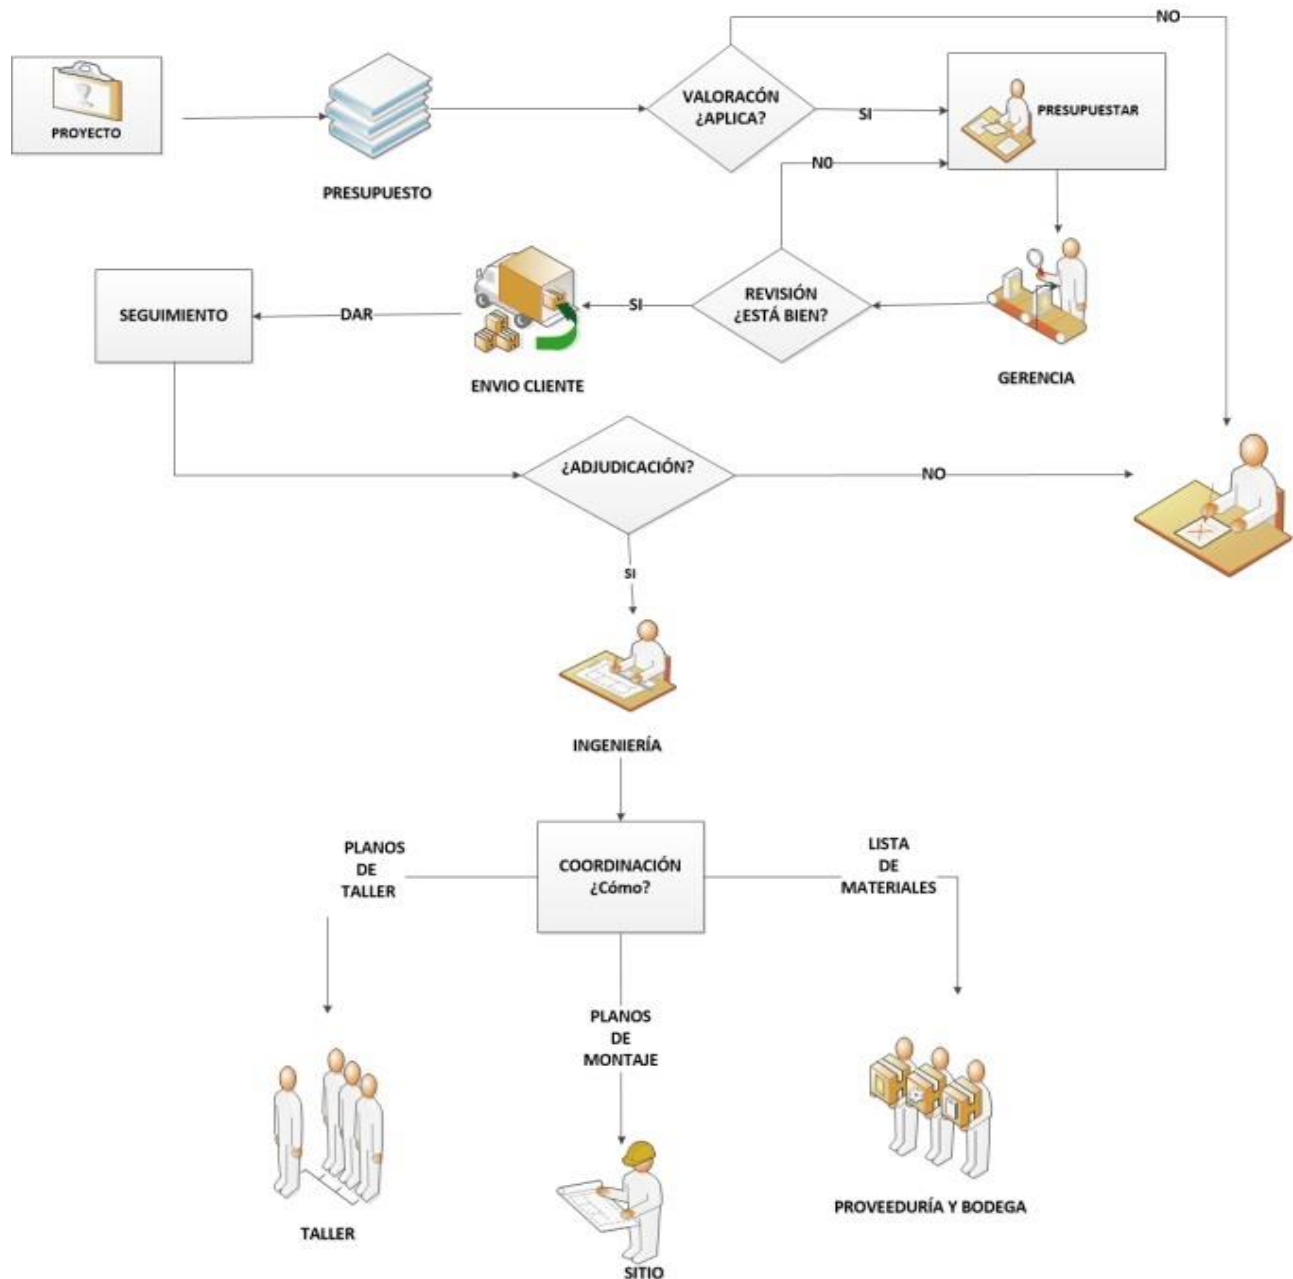 NO
PROYECTO
PRESUPUESTO
VALORACÓN
¿APLICA?
SI
PRESUPUESTAR
N0
SEGUIMIENTO
DAR
ENVIO CLIENTE
SI
REVISIÓN
¿ESTÁ BIEN?
GERENCIA
¿ADJUDICACIÓN?
NO
SI
INGENIERÍA
PLANOS
DE
TALLER
COORDINACIÓN
¿Cómo?
LISTA
DE
MATERIALES
PLANOS
DE
MONTAJE
TALLER
SITIO
PROVEEDURÍA Y BODEGA